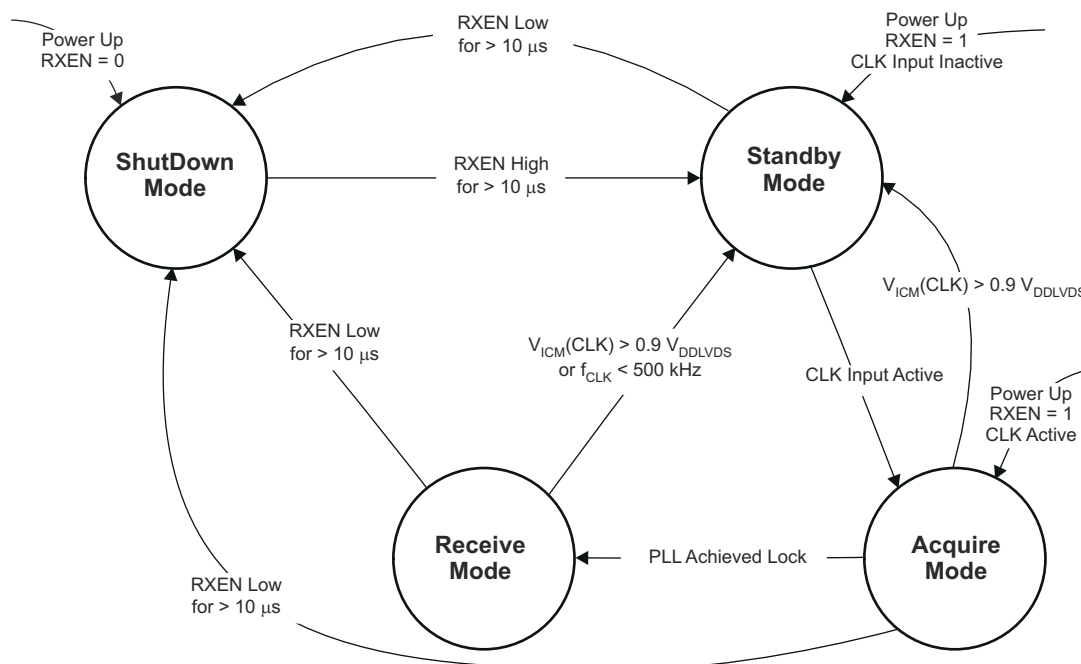 Power Up
RXEN = 0
RXEN Low
for > 10 μs
Power Up
RXEN = 1
CLK Input Inactive
ShutDown
Mode
RXEN High
for > 10 μs
Standby
Mode
RXEN Low
for > 10 μs
V_ICM(CLK) > 0.9 V_DDLVDS
or f_CLK < 500 kHz
V_ICM(CLK) > 0.9 V_DDLVDS
CLK Input Active
Power Up
RXEN = 1
CLK Active
Receive
Mode
PLL Achieved Lock
Acquire
Mode
RXEN Low
for > 10 μs